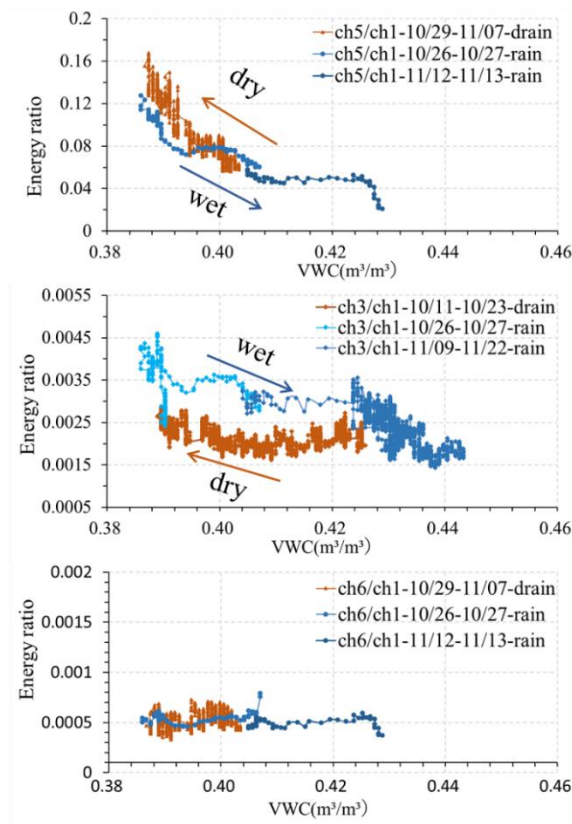 0.2
0.16
0.12
0.08
0.04
0
Energy ratio
ch5/ch1-10/29-11/07-drain
ch5/ch1-10/26-10/27-rain
ch5/ch1-11/12-11/13-rain
dry
wet
0.38 0.40 0.42 0.44 0.46
VWC(m³/m³)
0.0055
0.0045
0.0035
0.0025
0.0015
0.0005
Energy ratio
ch3/ch1-10/11-10/23-drain
ch3/ch1-10/26-10/27-rain
ch3/ch1-11/09-11/22-rain
wet
dry
0.38 0.40 0.42 0.44 0.46
VWC(m³/m³)
0.002
0.0015
0.001
0.0005
0
Energy ratio
ch6/ch1-10/29-11/07-drain
ch6/ch1-10/26-10/27-rain
ch6/ch1-11/12-11/13-rain
0.38 0.40 0.42 0.44 0.46
VWC(m³/m³)